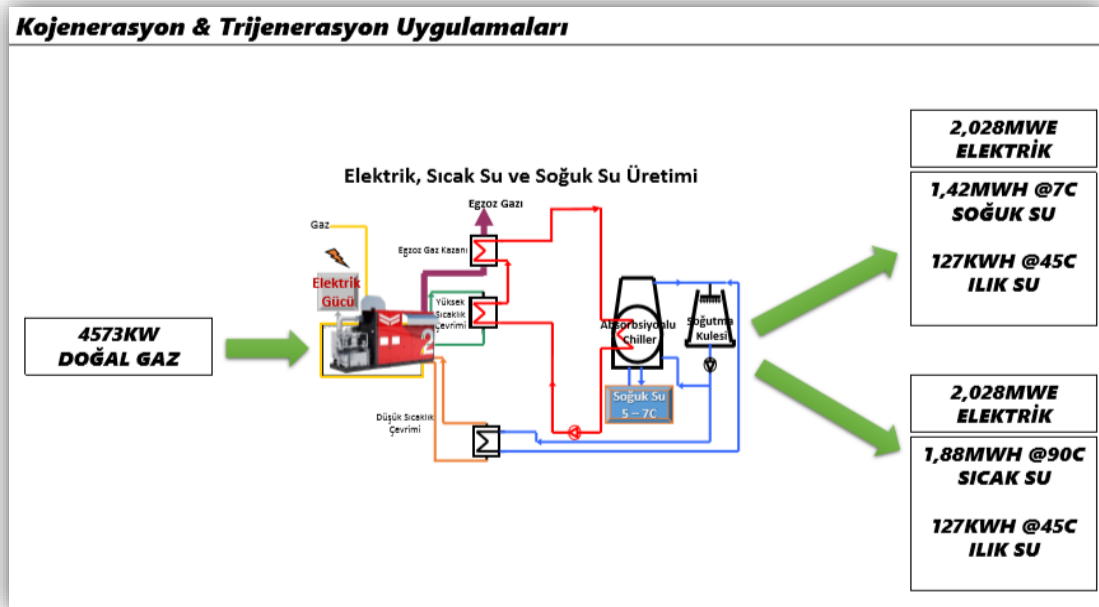 Kojenerasyon & Trijenerasyon Uygulamaları
Elektrik, Sıcak Su ve Soğuk Su Üretimi
Egzoz Gazı
Gaz
Egzoz Gaz Kazanı
Elektrik
Gücü
Yüksek
Sıcaklık
Çevrimi
2
Absorbsiyonlu
Chiller
Soğutma
Kulesi
Soğuk Su
5 – 7C
Düşük Sıcaklık
Çevrimi
4573KW
DOĞAL GAZ
2,028MWE
ELEKTRİK
1,42MWH @7C
SOĞUK SU
127KWH @45C
ILIK SU
2,028MWE
ELEKTRİK
1,88MWH @90C
SICAK SU
127KWH @45C
ILIK SU